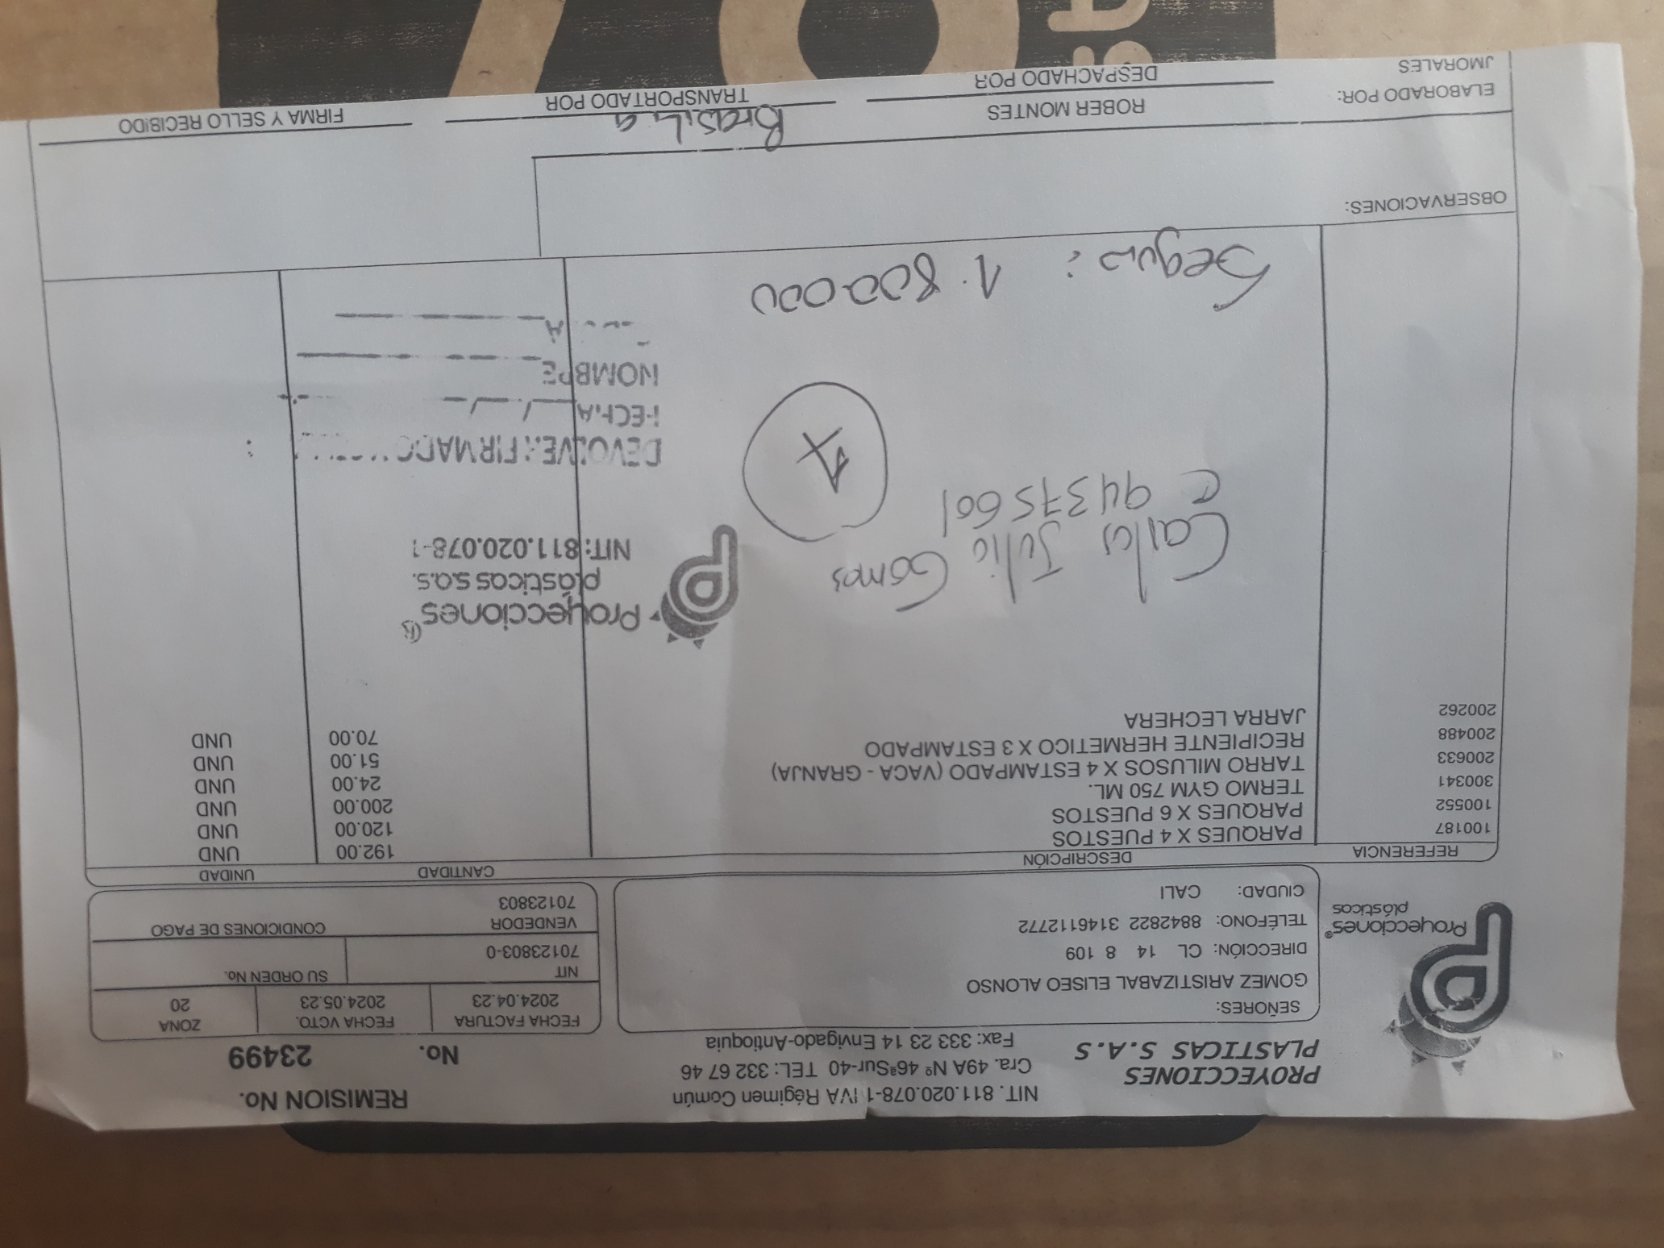 PROYECCIONES
PLASTICAS S.A.S
NIT. 811.020.078-1 IVA Régimen Común
Cra. 49A Nº 46ªSur-40 TEL: 332 67 46
Fax: 333 23 14 Envigado-Antioquia
REMISION No.
No. 23499
Proyecciones®
plásticos
SEÑORES:
GOMEZ ARISTIZABAL ELISEO ALONSO
DIRECCIÓN: CL 14 8 109
TELÉFONO: 8842822 3146112772
CIUDAD: CALI
FECHA FACTURA FECHA VCTO. ZONA
2024.04.23 2024.05.23 20
NIT SU ORDEN No.
70123803-0
VENDEDOR CONDICIONES DE PAGO
70123803
REFERENCIA DESCRIPCIÓN CANTIDAD UNIDAD
100187 PARQUES X 4 PUESTOS 192.00 UND
100552 PARQUES X 6 PUESTOS 120.00 UND
300341 TERMO GYM 750 ML. 200.00 UND
200633 TARRO MILUSOS X 4 ESTAMPADO (VACA - GRANJA) 24.00 UND
200488 RECIPIENTE HERMETICO X 3 ESTAMPADO 51.00 UND
200262 JARRA LECHERA 70.00 UND
Proyecciones
plásticas s.a.s.
NIT: 811.020.078-1
Carlos Julio Gomes
c 94375601
1x
DEVOLVER FIRMADO
FECHA / /
NOMBRE
Seguro: 1.800.000
OBSERVACIONES:
Brasilia
ELABORADO POR: ROBER MONTES TRANSPORTADO POR FIRMA Y SELLO RECIBIDO
JMORALES DESPACHADO POR